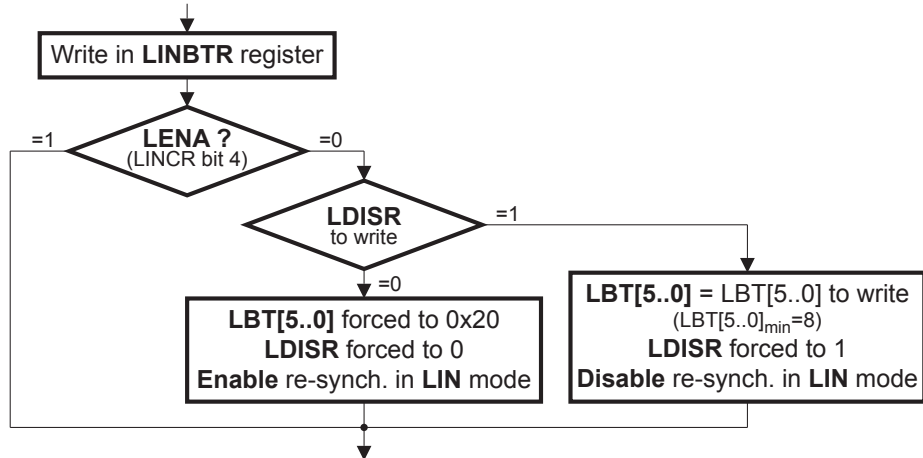 Write in LINBTR register
=1
LENA ?
=0
(LINCR bit 4)
LDISR
to write
=1
=0
LBT[5..0] forced to 0x20
LDISR forced to 0
Enable re-synch. in LIN mode
LBT[5..0] = LBT[5..0] to write
(LBT[5..0]min=8)
LDISR forced to 1
Disable re-synch. in LIN mode